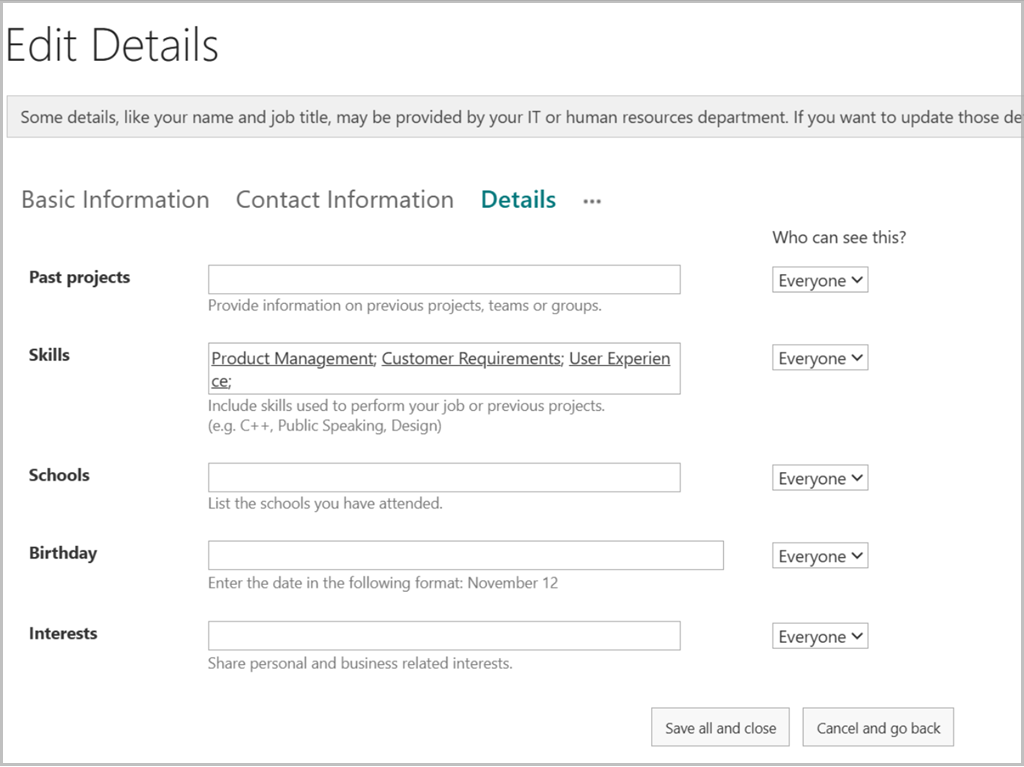 Edit Details
Some details, like your name and job title, may be provided by your IT or human resources department. If you want to update those de
Basic Information Contact Information Details ...
Who can see this?
Past projects Everyone
Provide information on previous projects, teams or groups.
Skills Product Management; Customer Requirements; User Experien Everyone
ce;
Include skills used to perform your job or previous projects.
(e.g. C++, Public Speaking, Design)
Schools Everyone
List the schools you have attended.
Birthday Everyone
Enter the date in the following format: November 12
Interests Everyone
Share personal and business related interests.
Save all and close Cancel and go back